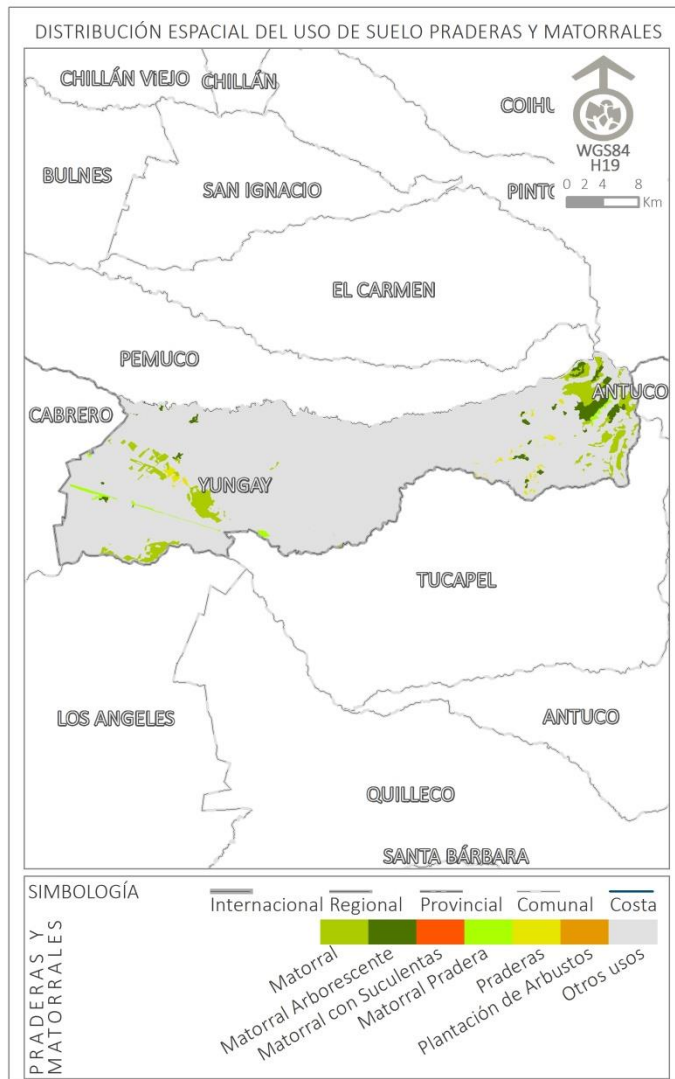 DISTRIBUCIÓN ESPACIAL DEL USO DE SUELO PRADERAS Y MATORRALES
CHILLÁN VIEJO
CHILLÁN
COIHU
WGS84
H19
BULNES
SAN IGNACIO
PINTO
0 2 4 8
Km
EL CARMEN
PEMUCO
ANTUCO
CABRERO
YUNGAY
TUCAPEL
LOS ANGELES
ANTUCO
QUILLECO
SANTA BÁRBARA
SIMBOLOGÍA
Internacional
Regional
Provincial
Comunal
Costa
PRADERAS Y
MATORRALES
Matorral
Matorral Arborescente
Matorral con Suculentas
Matorral Pradera
Praderas
Plantación de Arbustos
Otros usos